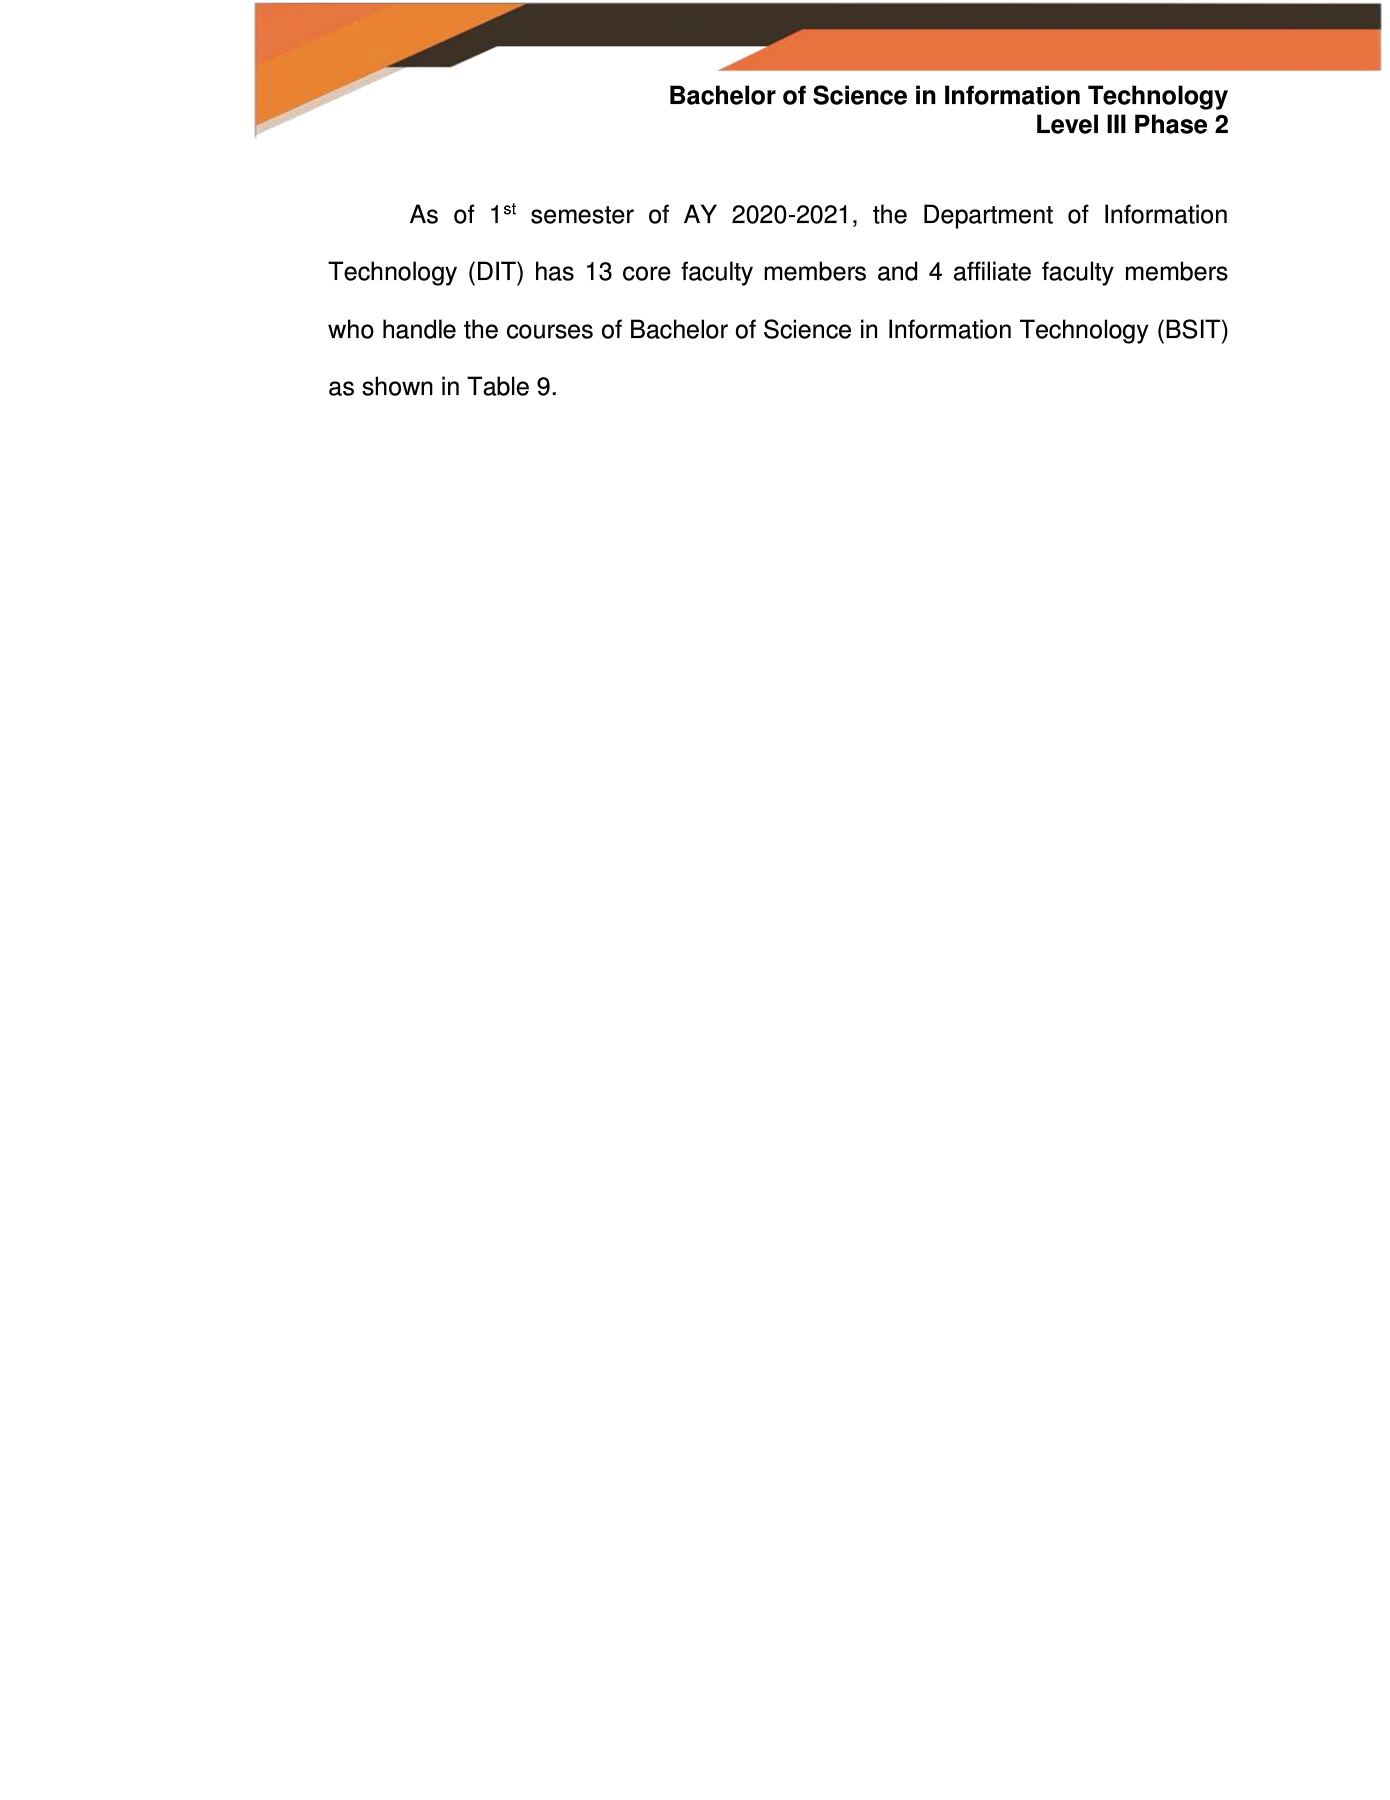 Bachelor of Science in Information Technology
Level III Phase 2
As of 1st semester of AY 2020-2021, the Department of Information
Technology (DIT) has 13 core faculty members and 4 affiliate faculty members
who handle the courses of Bachelor of Science in Information Technology (BSIT)
as shown in Table 9.